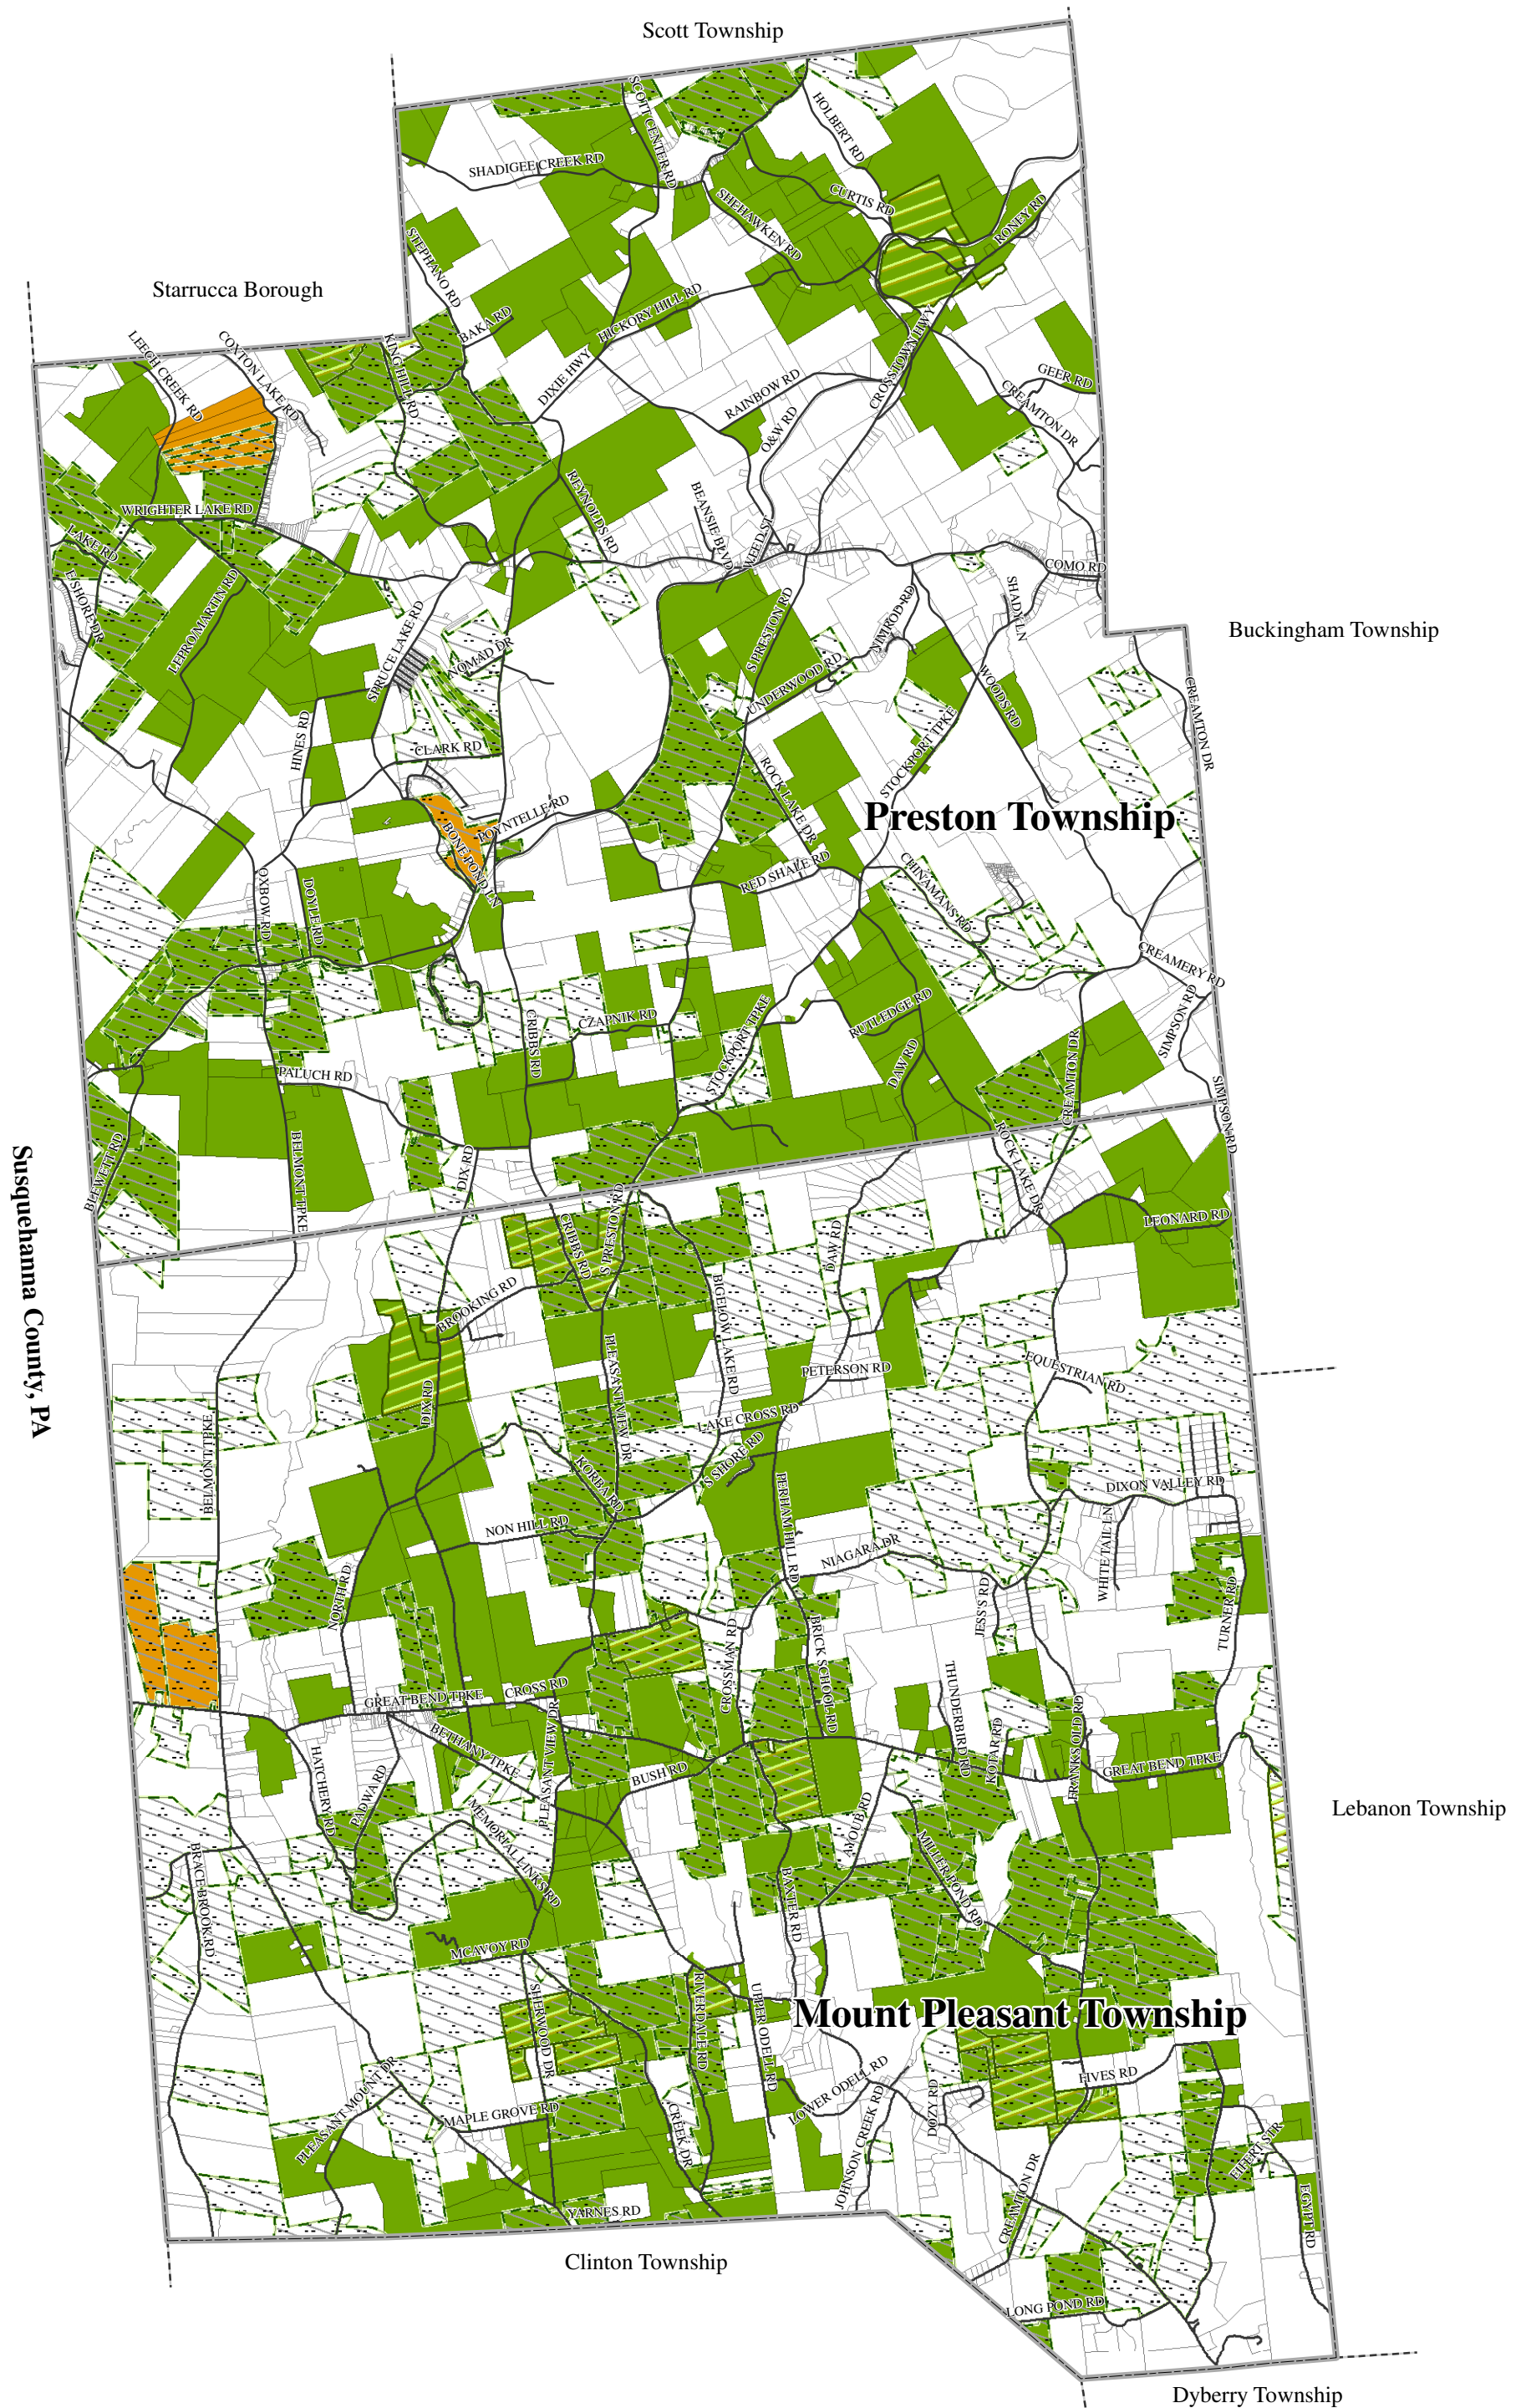 Scott Township
SCOTT CENTER RD
HOLBERT RD
SHADIGEE CREEK RD
CURTIS RD
SHEHAWKEN RD
RONEY RD
STEPHANO RD
Starrucca Borough
HICKORY HILL RD
BAKA RD
LEECH CREEK RD
COXTON LAKE RD
KING HILL RD
CROSSTOWN HWY
DIXIE HWY
RAINBOW RD
GEER RD
CREAMTON DR
O&W RD
REYNOLDS RD
BEANSIE BLVD
WRIGHTER LAKE RD
WEED ST
LAKE RD
COMO RD
E SHORE DR
LEPRO/MARTIN RD
SHADY LN
NIMROD RD
SPRUCE LAKE RD
S PRESTON RD
Buckingham Township
NOMAD DR
UNDERWOOD RD
WOODS RD
CREAMTON DR
HINES RD
CLARK RD
STOCKPORT TPKE
ROCK LAKE DR
Preston Township
POYNTELLE RD
BONE POND LN
RED SHALE RD
CHINAMANS RD
OXBOW RD
DOYLE RD
CREAMERY RD
CRIBBS RD
CZAPNIK RD
STOCKPORT TPKE
RUTLEDGE RD
SIMPSON RD
DAW RD
CREAMTON DR
PALUCH RD
SIMPSON RD
BLEWETT RD
BELMONT TPKE
DIX RD
ROCK LAKE DR
Susquehanna County, PA
LEONARD RD
CRIBBS RD
S PRESTON RD
DAW RD
BROOKING RD
BIGELOW LAKE RD
PLEASANT VIEW DR
PETERSON RD
EQUESTRIAN RD
DIX RD
LAKE CROSS RD
BELMONT TPKE
S SHORE RD
KORBA RD
DIXON VALLEY RD
PERHAM HILL RD
NON HILL RD
WHITE TAIL LN
NIAGARA DR
NORTH RD
JESS'S RD
TURNER RD
CROSSMAN RD
BRICK SCHOOL RD
GREAT BEND TPKE
CROSS RD
THUNDERBIRD RD
KOTAR RD
FRANKS OLD RD
BETHANY TPKE
PLEASANT VIEW DR
GREAT BEND TPKE
HATCHERY RD
PADWA RD
BUSH RD
Lebanon Township
MEMORIAL LINKS RD
AYOUB RD
MILLER POND RD
BRACE BROOK RD
BAXTER RD
MCAVOY RD
SHERWOOD DR
RIVERDALE RD
UPPER ODELL RD
Mount Pleasant Township
PLEASANT MOUNT DR
LOWER ODELL RD
FIVES RD
DOZY RD
MAPLE GROVE RD
JOHNSON CREEK RD
CREEK DR
EIFERT STR
CREAMTON DR
EGYPT RD
YARNES RD
Clinton Township
LONG POND RD
Dyberry Township